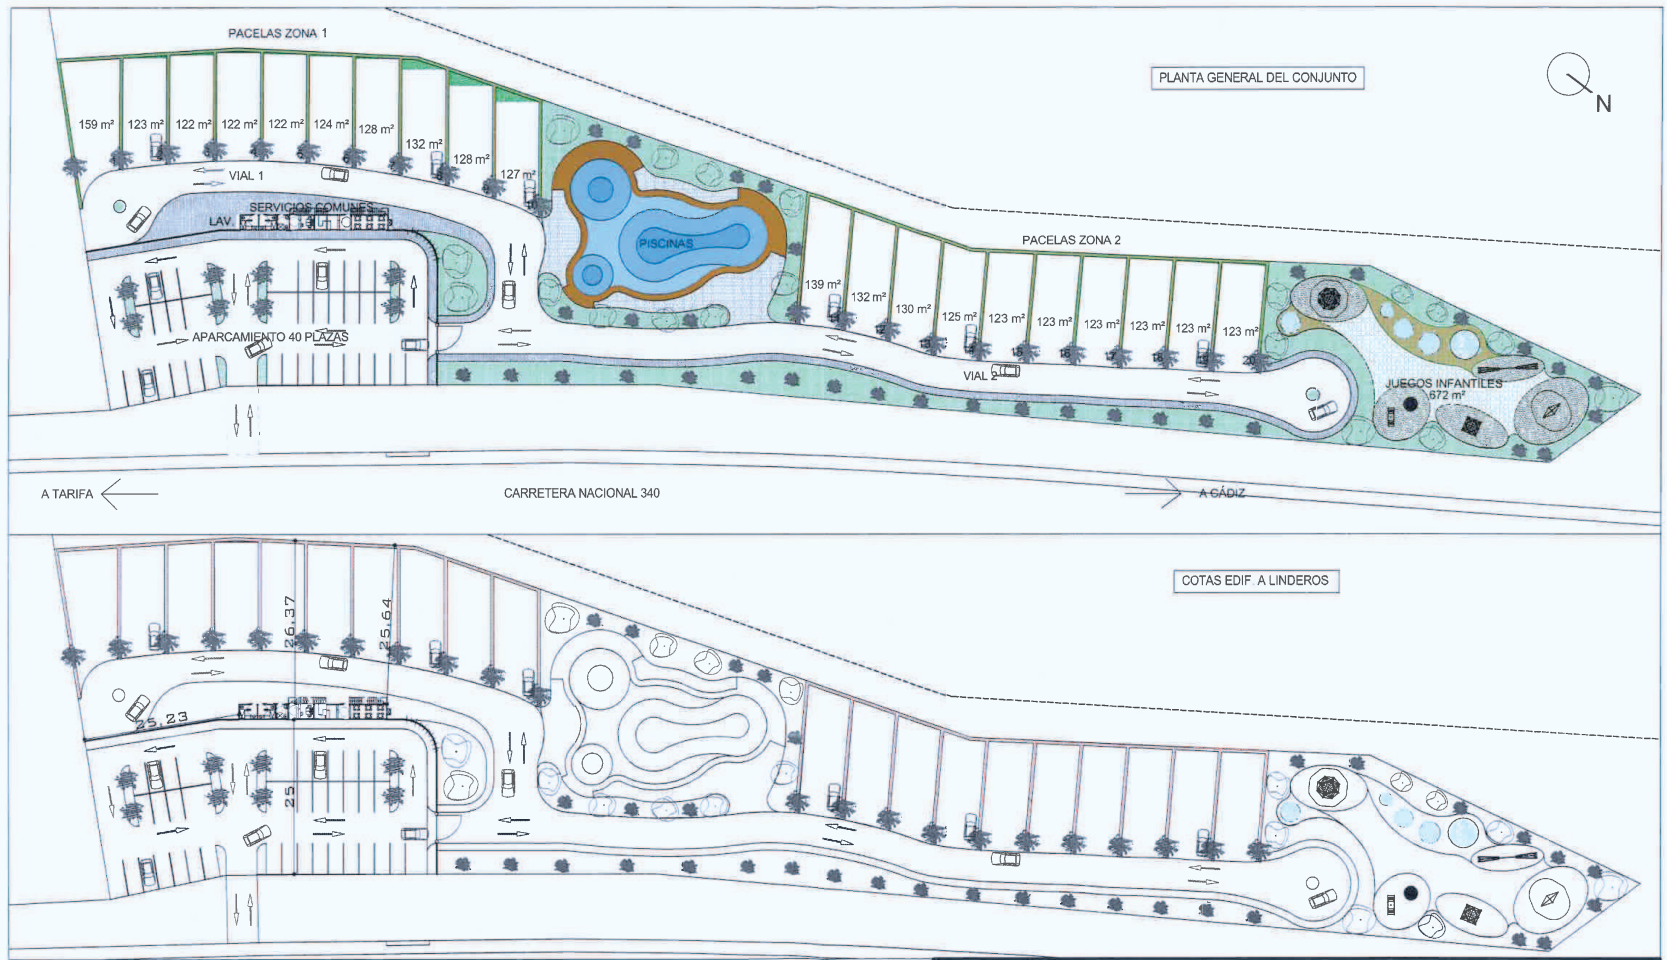 PACELAS ZONA 1
PLANTA GENERAL DEL CONJUNTO
N
159 m²
123 m²
122 m²
122 m²
122 m²
124 m²
128 m²
132 m²
128 m²
127 m²
VIAL 1
SERVICIOS COMUNES
LAV.
PISCINAS
PACELAS ZONA 2
139 m²
132 m²
130 m²
125 m²
123 m²
123 m²
123 m²
123 m²
123 m²
123 m²
APARCAMIENTO 40 PLAZAS
VIAL 2
JUEGOS INFANTILES
672 m²
A TARIFA
CARRETERA NACIONAL 340
A CÁDIZ
COTAS EDIF. A LINDEROS
26,37
25,64
25,23
25